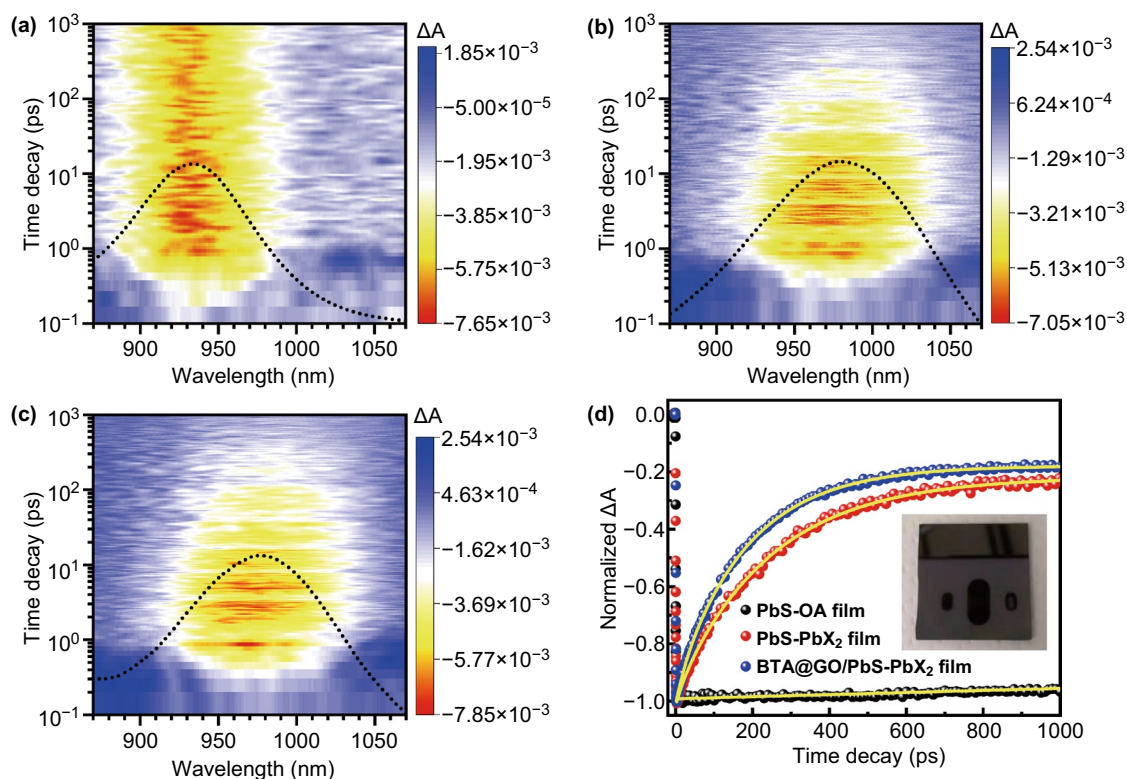 (a)
ΔA
10³
10²
10¹
10⁰
10⁻¹
Time decay (ps)
900 950 1000 1050
Wavelength (nm)
1.85×10⁻³
−5.00×10⁻⁵
−1.95×10⁻³
−3.85×10⁻³
−5.75×10⁻³
−7.65×10⁻³
(b)
ΔA
10³
10²
10¹
10⁰
10⁻¹
Time decay (ps)
900 950 1000 1050
Wavelength (nm)
2.54×10⁻³
6.24×10⁻⁴
−1.29×10⁻³
−3.21×10⁻³
−5.13×10⁻³
−7.05×10⁻³
(c)
ΔA
10³
10²
10¹
10⁰
10⁻¹
Time decay (ps)
900 950 1000 1050
Wavelength (nm)
2.54×10⁻³
4.63×10⁻⁴
−1.62×10⁻³
−3.69×10⁻³
−5.77×10⁻³
−7.85×10⁻³
(d)
0.0
−0.2
−0.4
−0.6
−0.8
−1.0
Normalized ΔA
PbS-OA film
PbS-PbX₂ film
BTA@GO/PbS-PbX₂ film
0 200 400 600 800 1000
Time decay (ps)